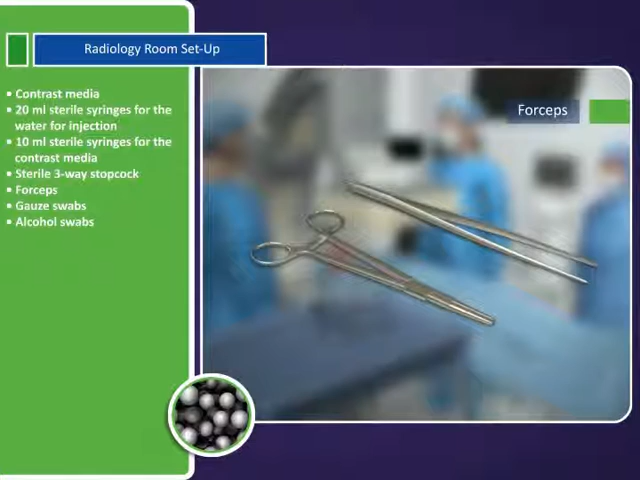 Radiology Room Set-Up
• Contrast media
• 20 ml sterile syringes for the
water for injection
• 10 ml sterile syringes for the
contrast media
• Sterile 3-way stopcock
• Forceps
• Gauze swabs
• Alcohol swabs
Forceps